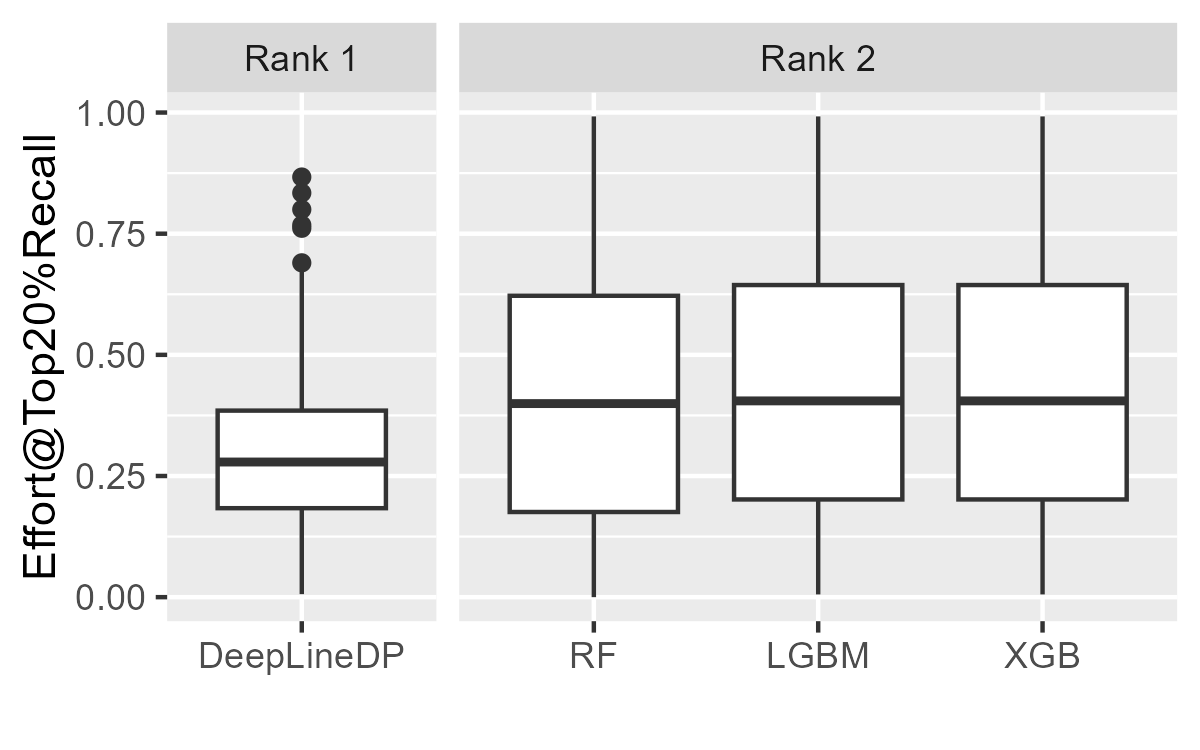 Rank 1
Rank 2
Effort@Top20%Recall
1.00
0.75
0.50
0.25
0.00
DeepLineDP
RF
LGBM
XGB